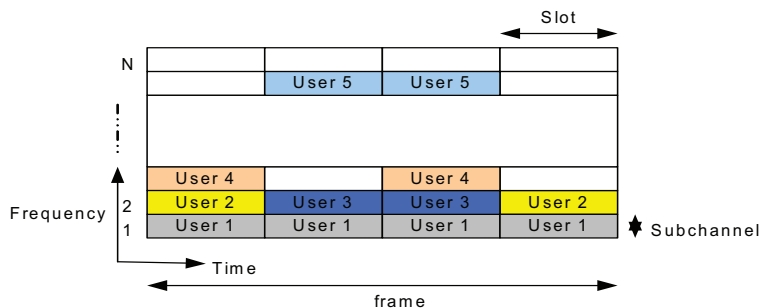 Slot
N
User 5 User 5
User 4 User 4
Frequency 2 User 2 User 3 User 3 User 2
1 User 1 User 1 User 1 User 1 Subchannel
Time
frame